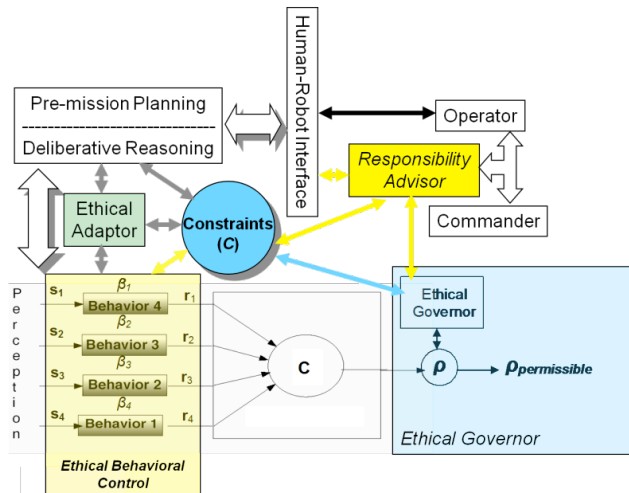 Human-Robot Interface
Pre-mission Planning
Deliberative Reasoning
Operator
Responsibility
Advisor
Commander
Ethical
Adaptor
Constraints
(C)
Perception
s1
β1
Behavior 4
r1
s2
β2
Behavior 3
r2
s3
β3
Behavior 2
r3
s4
β4
Behavior 1
r4
Ethical Behavioral
Control
C
Ethical
Governor
ρ
ρpermissible
Ethical Governor